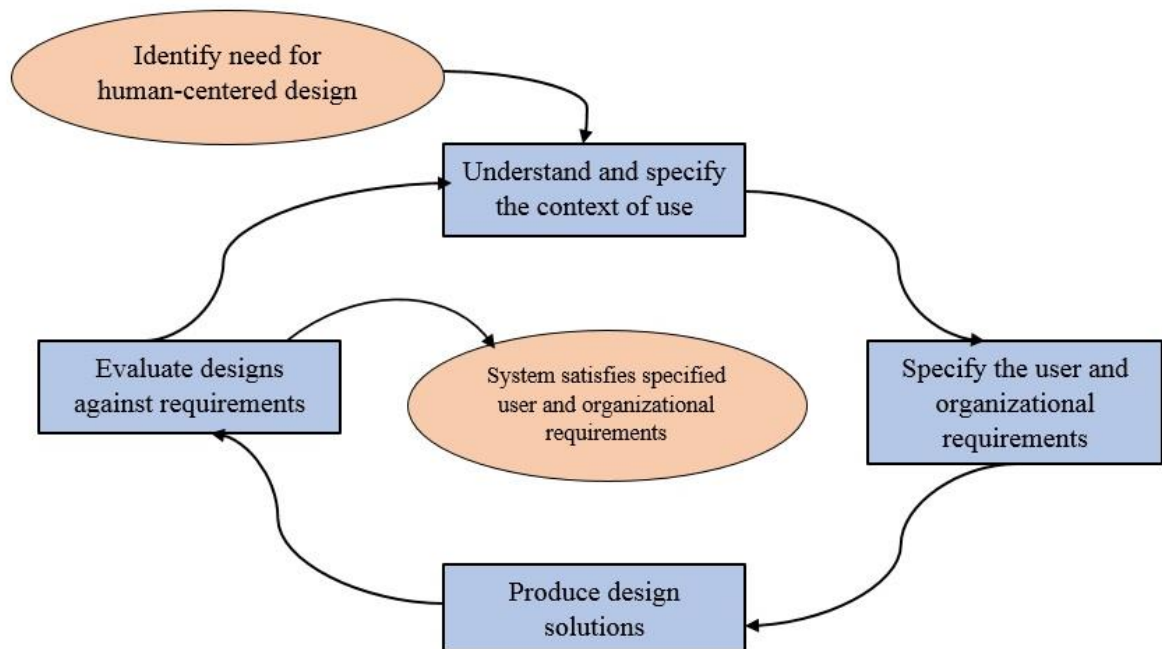 Identify need for
human-centered design
Understand and specify
the context of use
Evaluate designs
against requirements
System satisfies specified
user and organizational
requirements
Specify the user and
organizational
requirements
Produce design
solutions